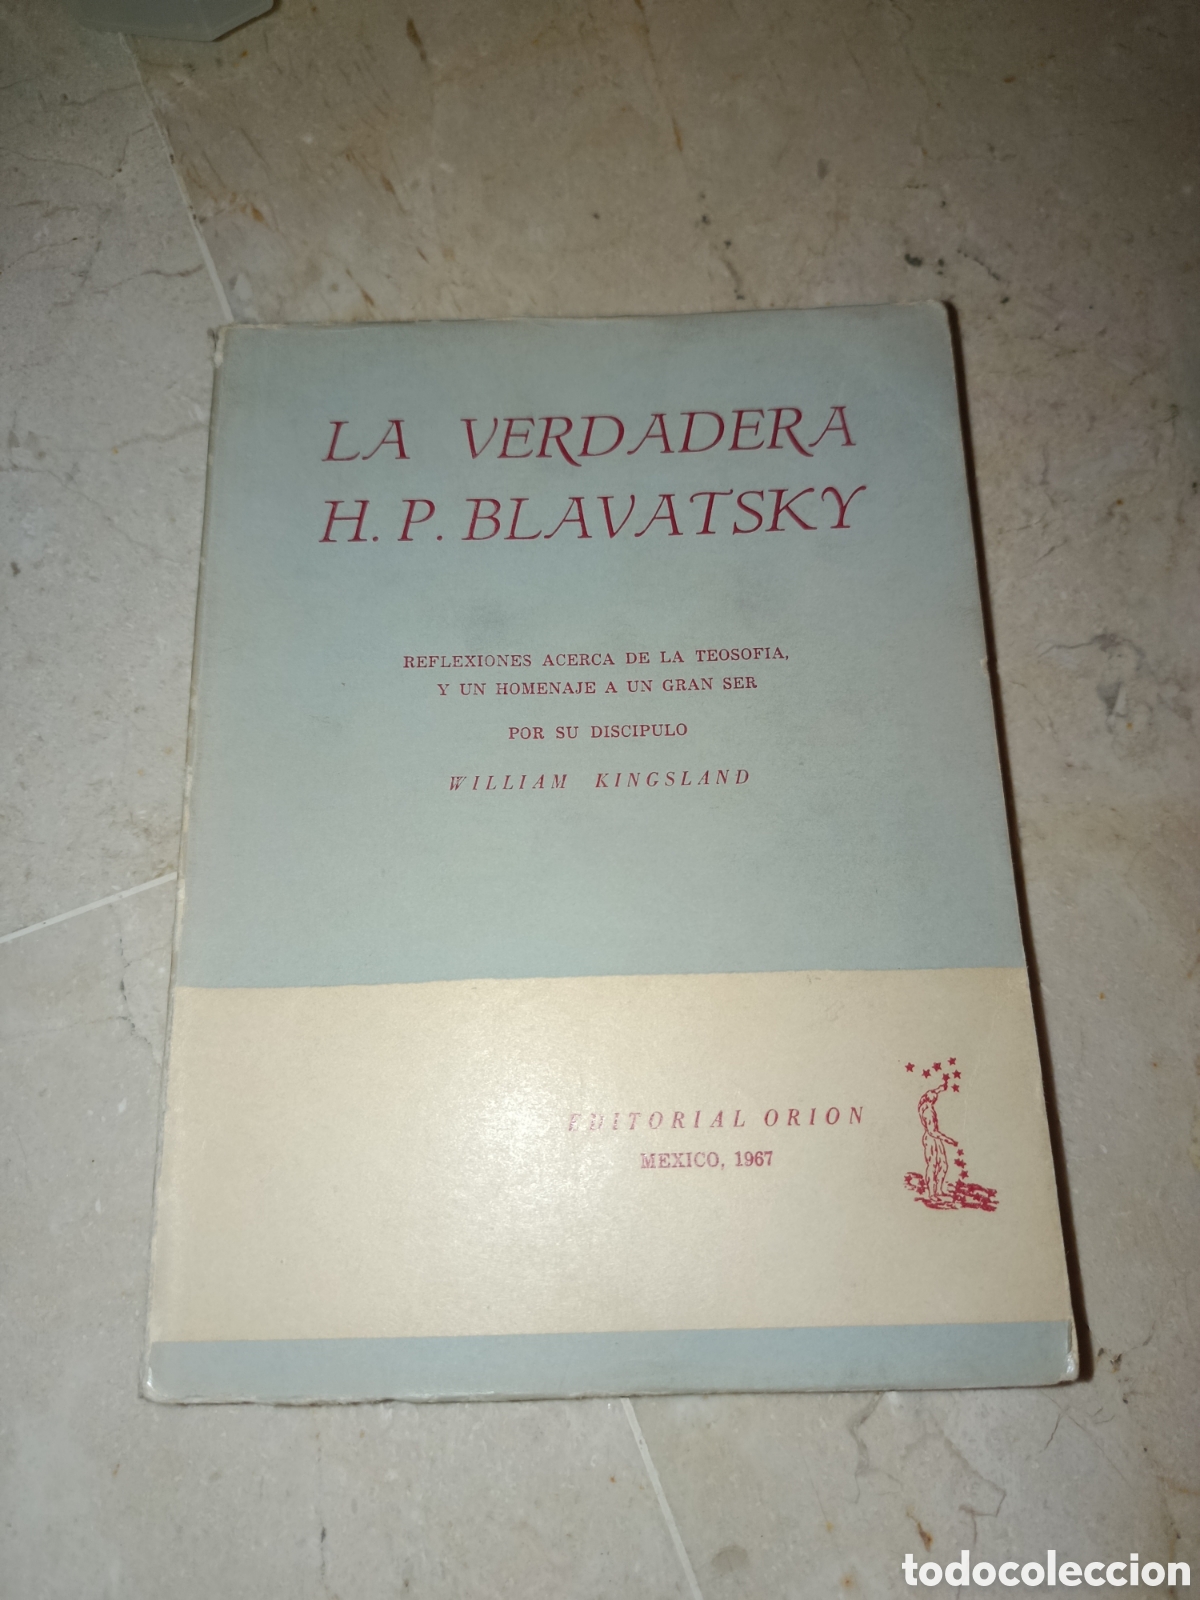 LA VERDADERA
H. P. BLAVATSKY
REFLEXIONES ACERCA DE LA TEOSOFIA,
Y UN HOMENAJE A UN GRAN SER
POR SU DISCIPULO
WILLIAM KINGSLAND
EDITORIAL ORION
MEXICO, 1967
todocoleccion